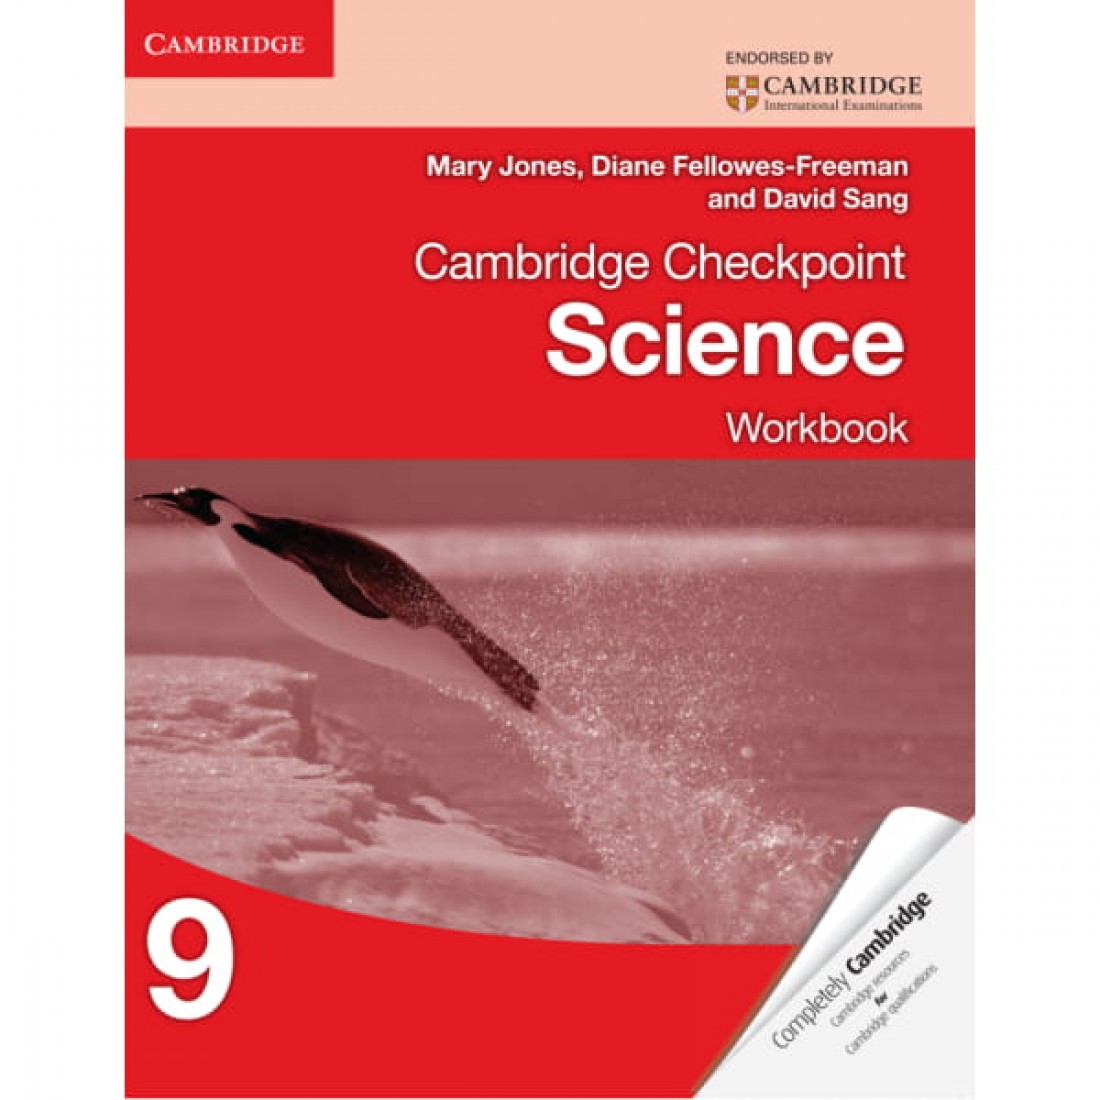 CAMBRIDGE
ENDORSED BY
CAMBRIDGE
International Examinations
Mary Jones, Diane Fellowes-Freeman
and David Sang
Cambridge Checkpoint
Science
Workbook
9
Completely Cambridge
Cambridge resources
for
Cambridge qualifications